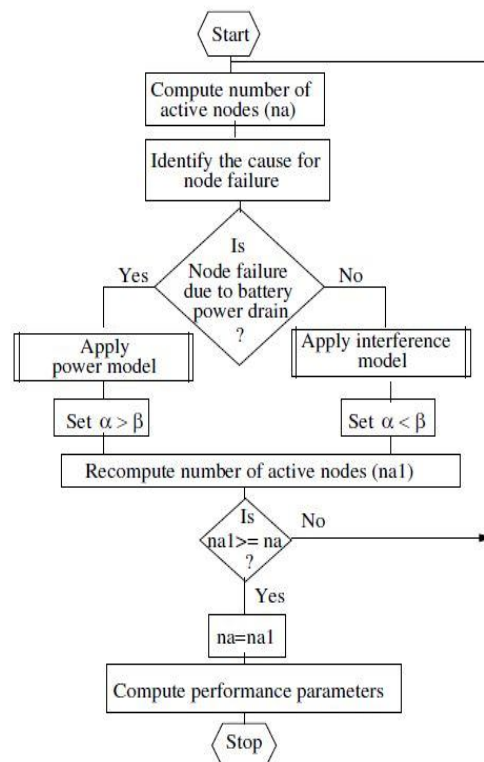 Start
Compute number of
active nodes (na)
Identify the cause for
node failure
Is
Node failure
due to battery
power drain
?
Yes
No
Apply
power model
Apply interference
model
Set α > β
Set α < β
Recompute number of active nodes (na1)
Is
na1>= na
?
No
Yes
na=na1
Compute performance parameters
Stop